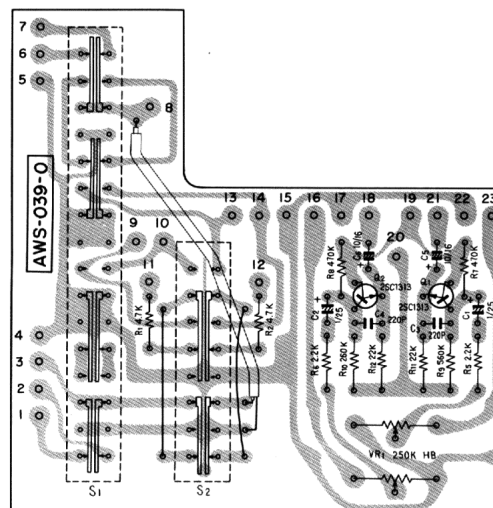 7
6
5
8
AWS-039-0
13 14 15 16 17 18 19 21 22 23
9 10
20
11
12
R1 4.7K
R2 4.7K
R8 470K
C6 10/16
C5 10/16
R7 470K
Q2
2SC1313
Q1
2SC1313
C2 1/25
C4
220P
C3
220P
C1 1/25
4
3
2
1
R6 2.2K
R10 260K
R12 22K
R11 22K
R9 560K
R5 2.2K
VR1 250K HB
S1
S2